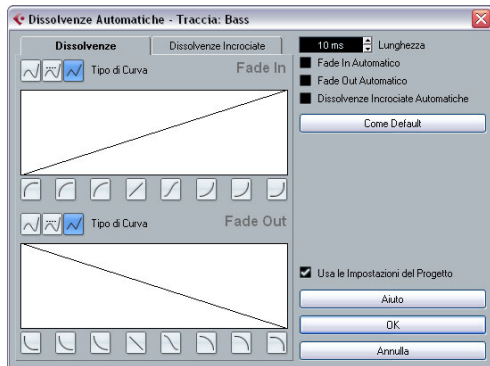 Dissolvenze Automatiche - Traccia: Bass
Dissolvenze
Dissolvenze Incrociate
Tipo di Curva
Fade In
Tipo di Curva
Fade Out
10 ms
Lunghezza
Fade In Automatico
Fade Out Automatico
Dissolvenze Incrociate Automatiche
Come Default
Usa le Impostazioni del Progetto
Aiuto
OK
Annulla